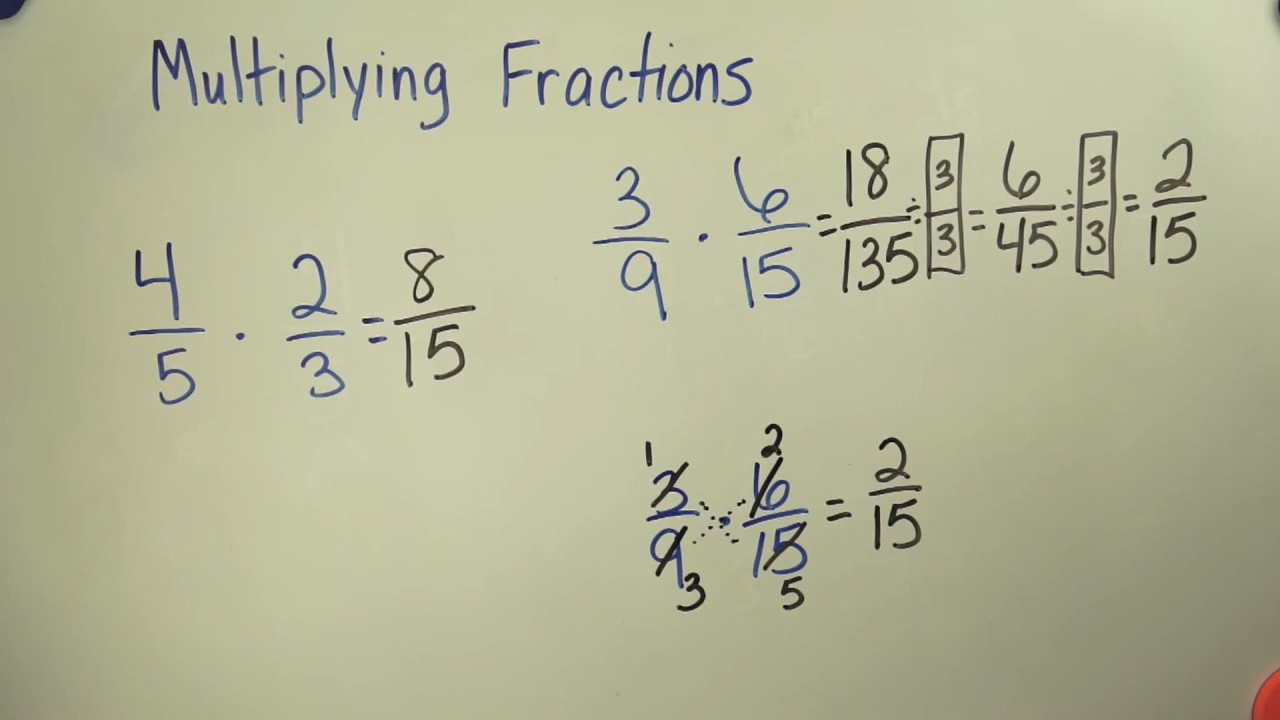 Multiplying Fractions
4/5 · 2/3 = 8/15
3/9 · 6/15 = 18/135 ÷ 3/3 = 6/45 ÷ 3/3 = 2/15
1 2
3/9 · 6/15 = 2/15
3 5